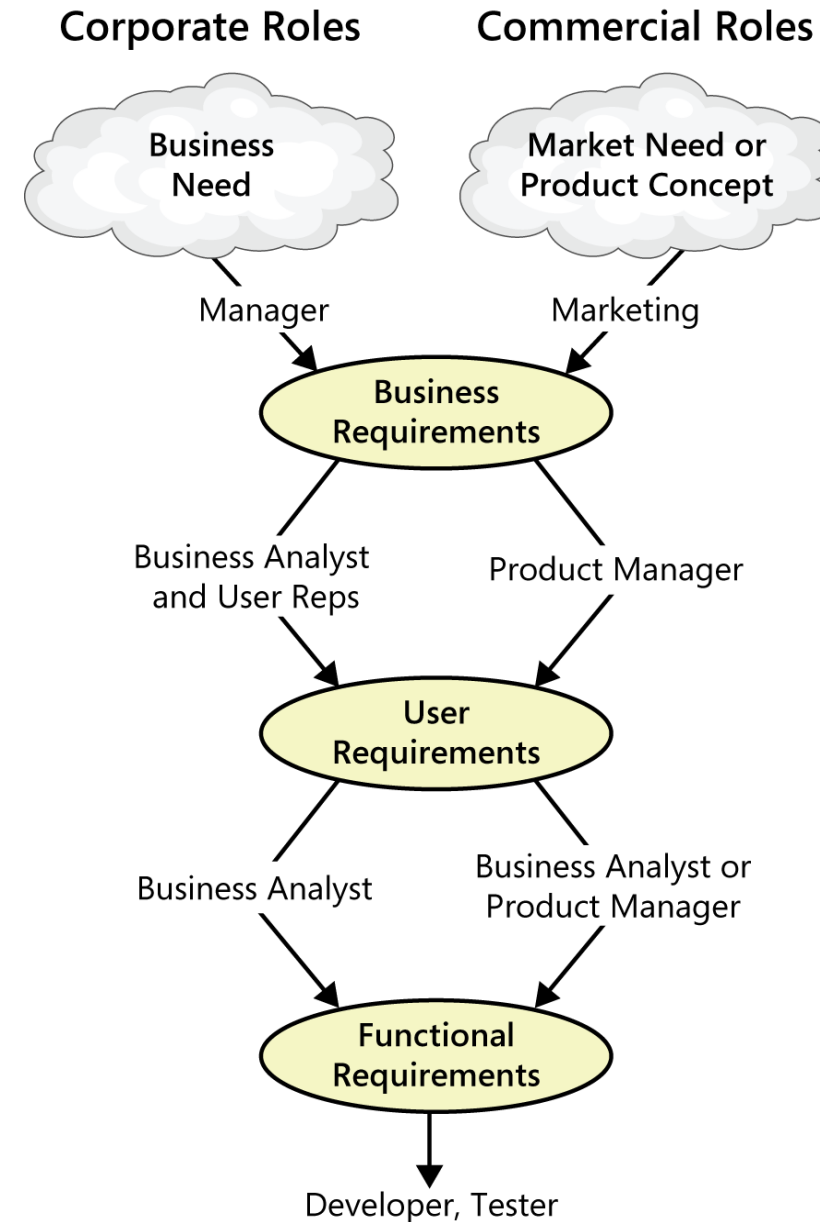 Corporate Roles
Commercial Roles
Business
Need
Market Need or
Product Concept
Manager
Marketing
Business
Requirements
Business Analyst
and User Reps
Product Manager
User
Requirements
Business Analyst
Business Analyst or
Product Manager
Functional
Requirements
Developer, Tester